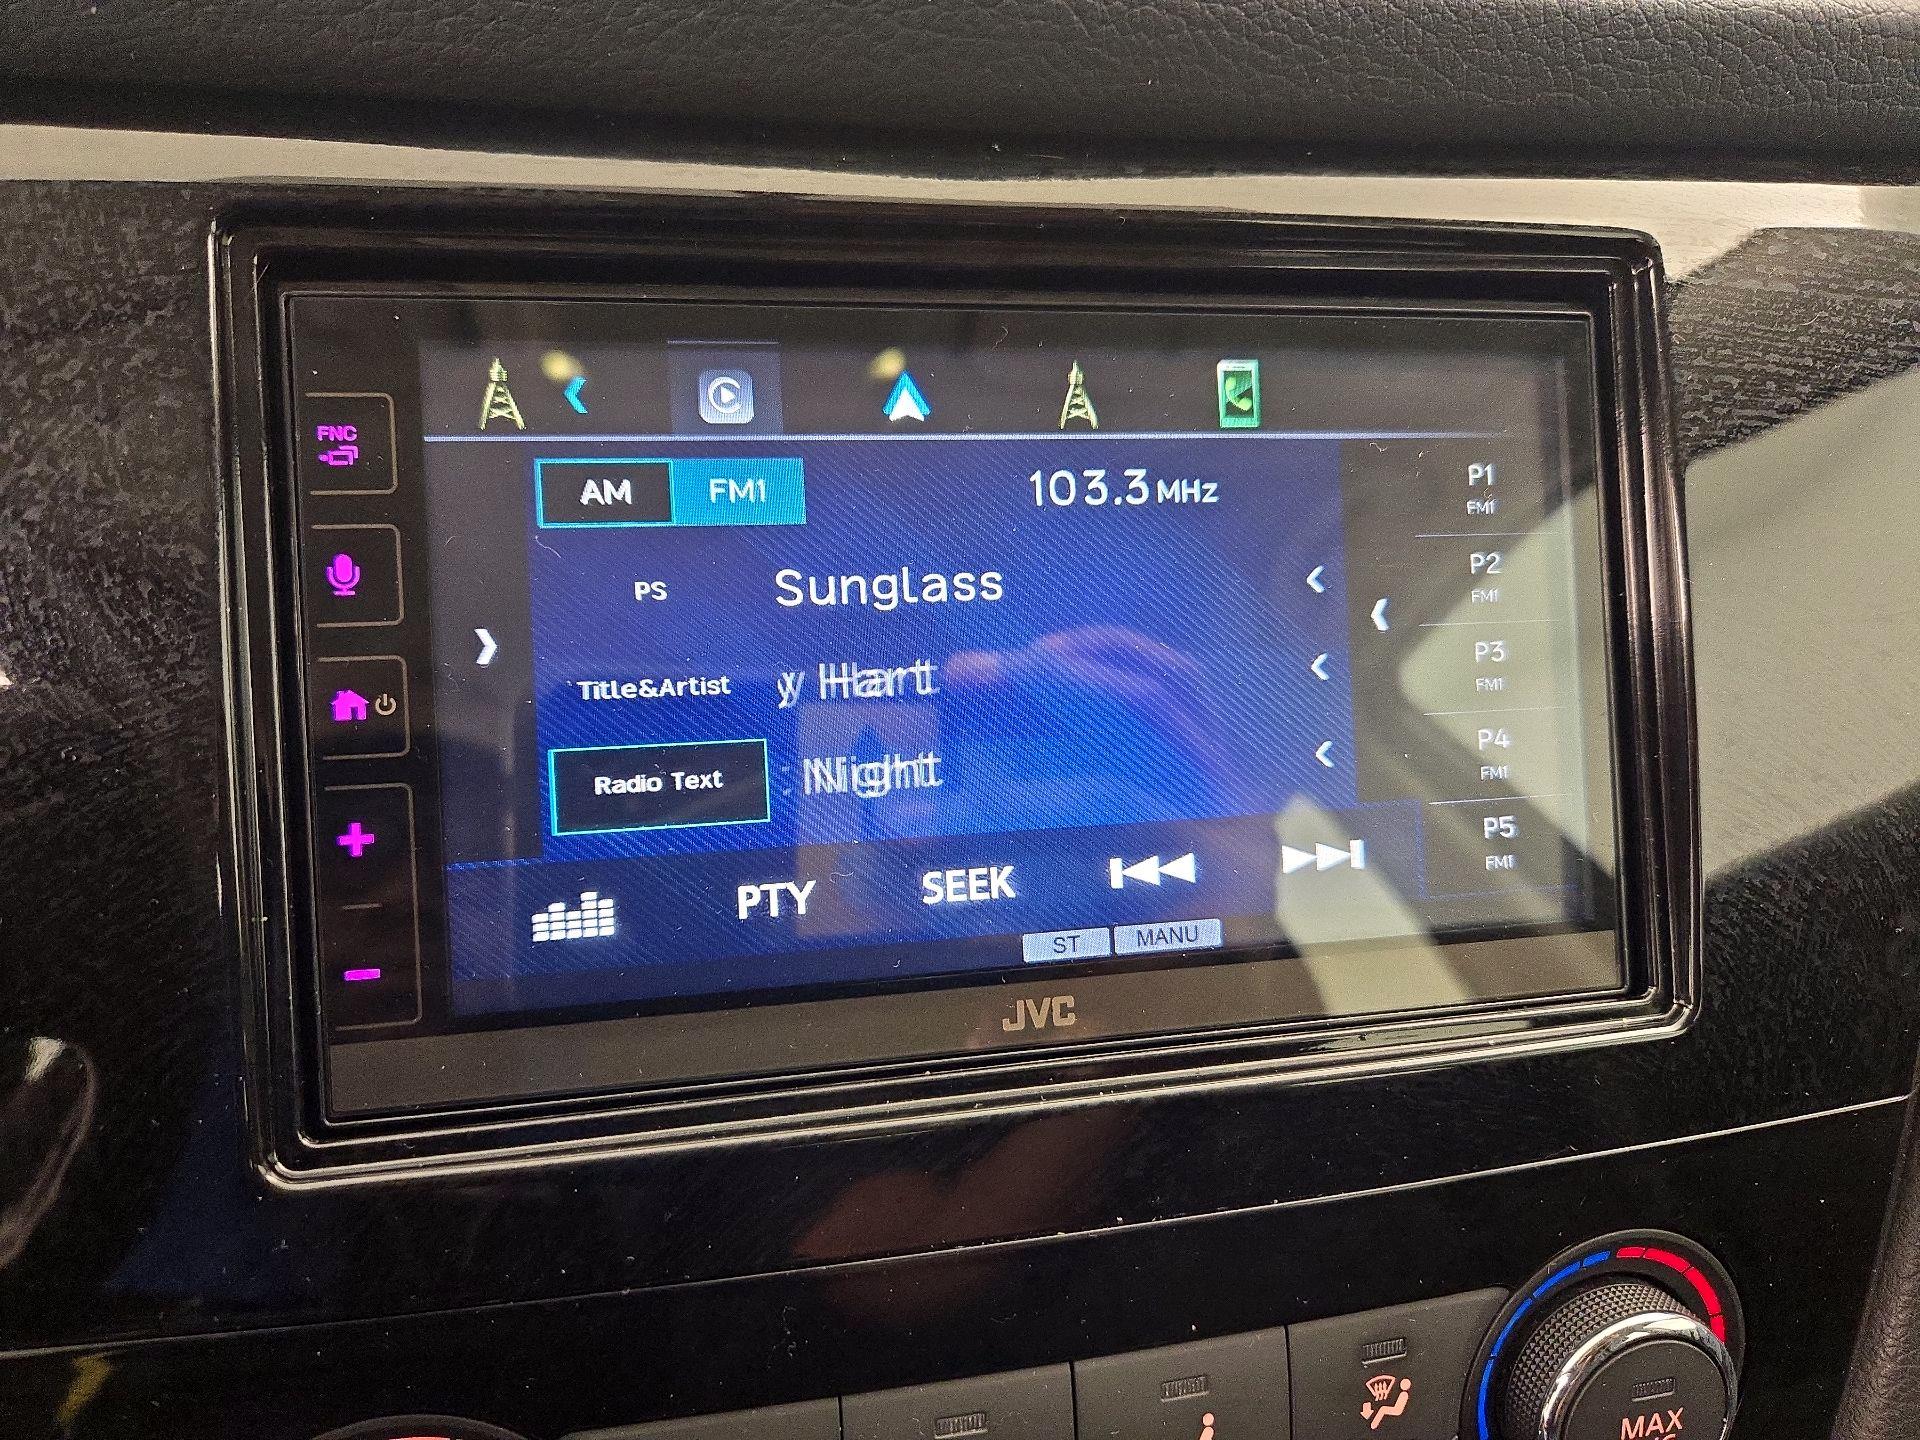 FNC
AM FM1 103.3 MHz
PS Sunglass
Title&Artist y Hart
Radio Text : Night
P1
FM1
P2
FM1
P3
FM1
P4
FM1
P5
FM1
PTY SEEK
ST MANU
JVC
MAX